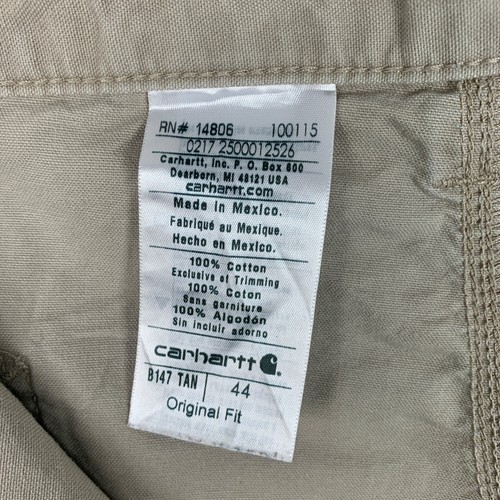 RN# 14806 100115
0217 2500012526
Carhartt, Inc. P. O. Box 600
Dearborn, MI 48121 USA
carhartt.com
Made in Mexico.
Fabriqué au Mexique.
Hecho en Mexico.
100% Cotton
Exclusive of Trimming
100% Coton
Sans garniture
100% Algodón
Sin incluir adorno
carhartt
B147 TAN 44
Original Fit